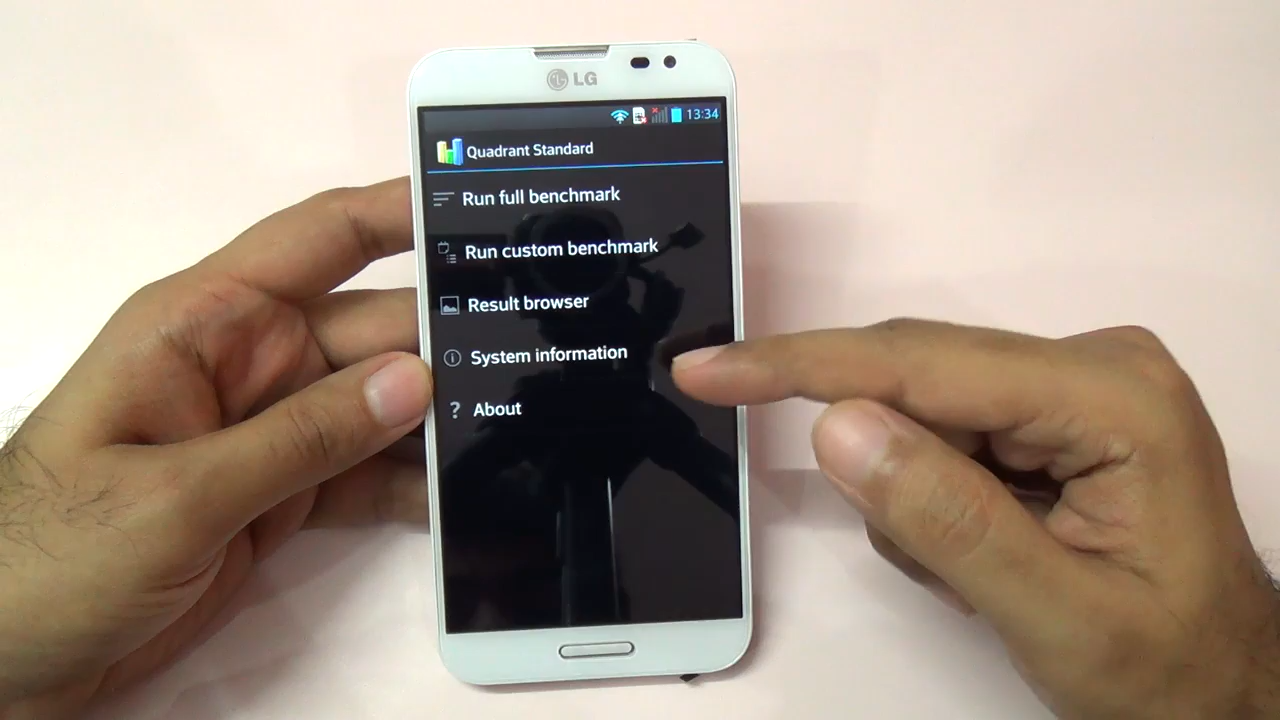 LG
13:34
Quadrant Standard
Run full benchmark
Run custom benchmark
Result browser
System information
? About